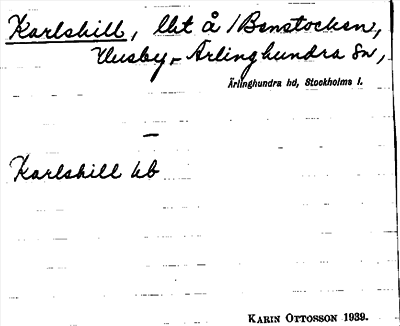 Karlshill, lht å /Benstocken,
Husby-Ärlinghundra sn,
Ärlinghundra hd, Stockholms l.
—
Karlshill kb
KARIN OTTOSSON 1939.